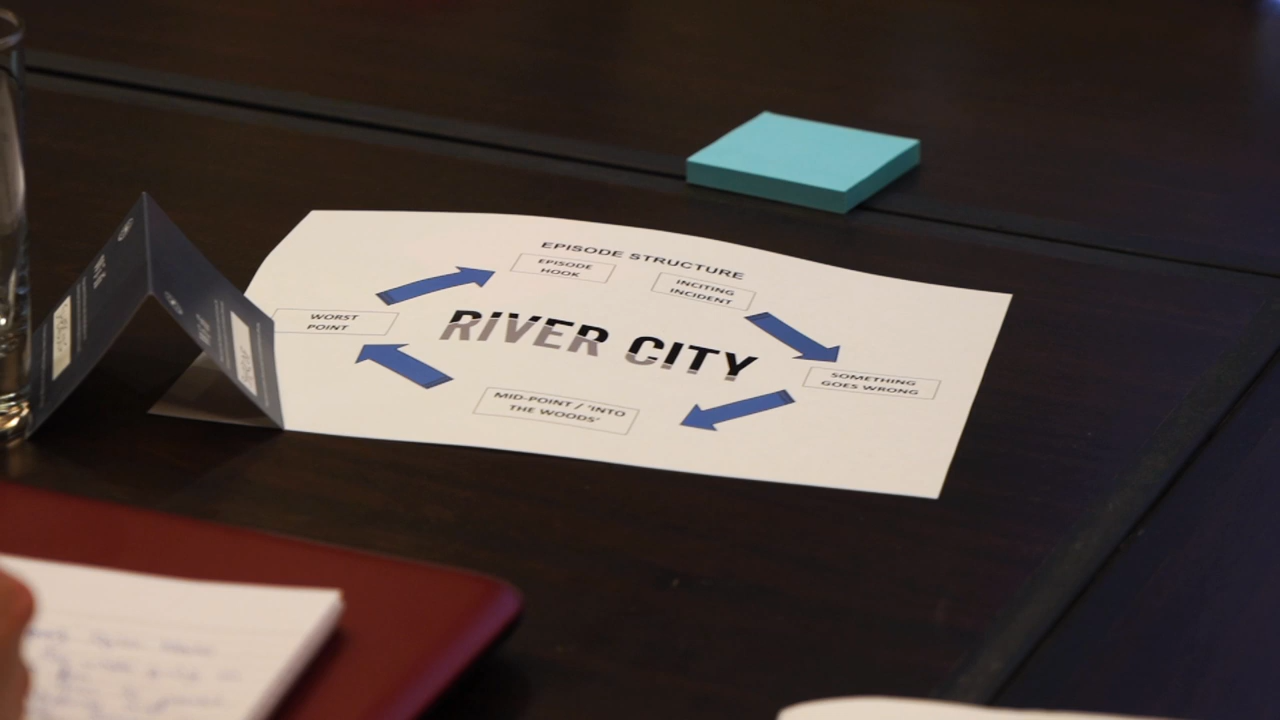 EPISODE STRUCTURE
EPISODE
HOOK
INCITING
INCIDENT
WORST
POINT
RIVER CITY
SOMETHING
GOES WRONG
MID-POINT / 'INTO
THE WOODS'